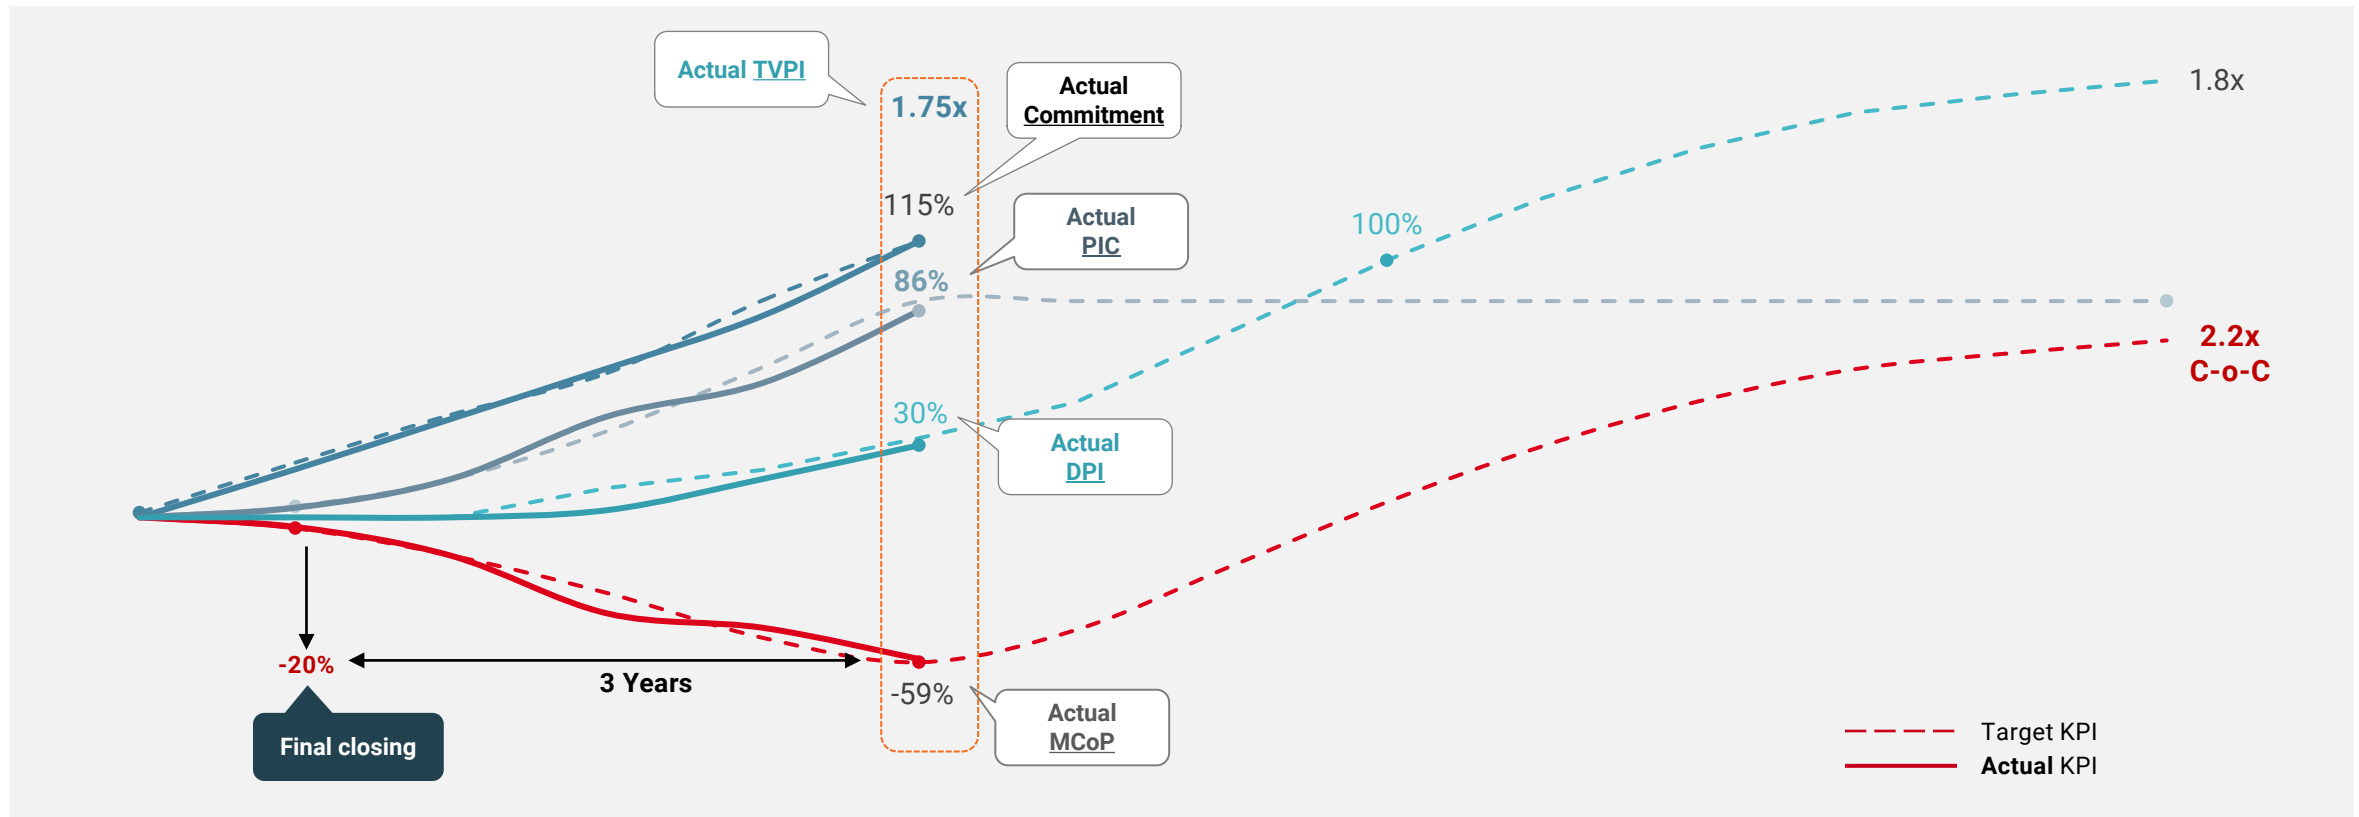 Actual TVPI
1.75x
Actual
Commitment
115%
Actual
PIC
86%
30%
Actual
DPI
100%
1.8x
2.2x
C-o-C
-20%
3 Years
Final closing
-59%
Actual
MCoP
Target KPI
Actual KPI